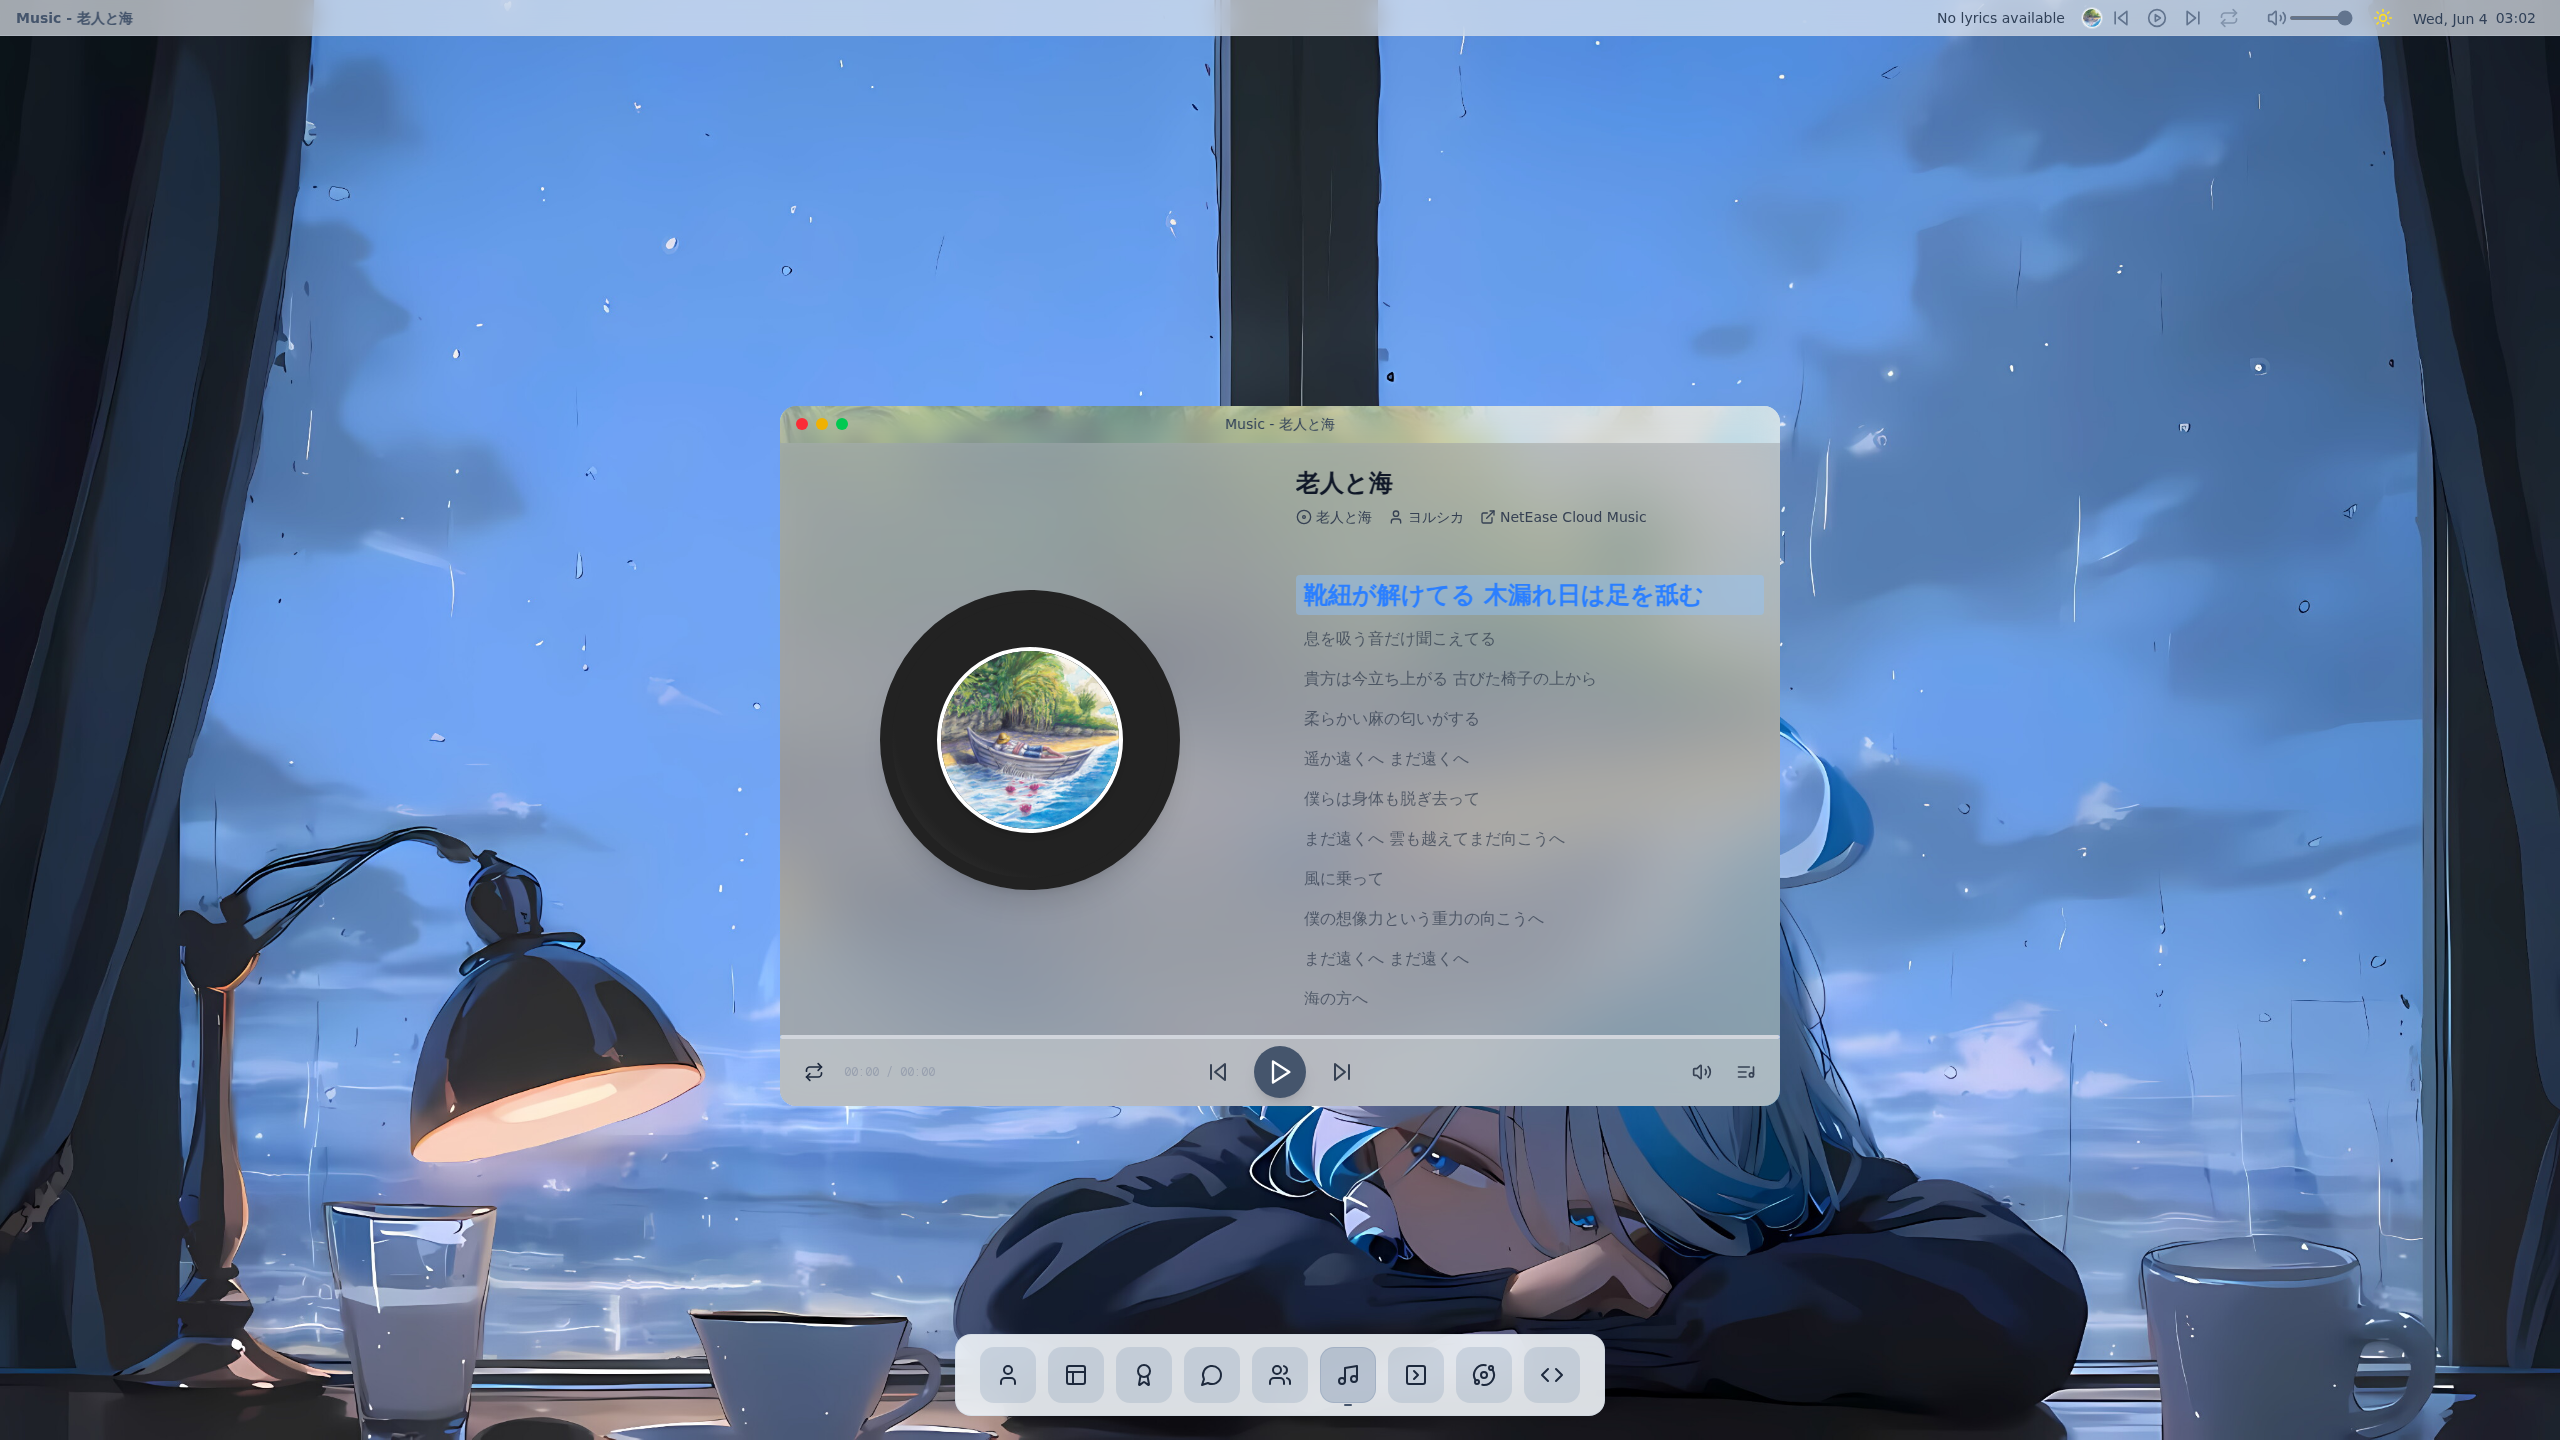 Music - 老人と海
No lyrics available
Wed, Jun 4 03:02
Music - 老人と海
老人と海
老人と海 ヨルシカ NetEase Cloud Music
靴紐が解けてる 木漏れ日は足を舐む
息を吸う音だけ聞こえてる
貴方は今立ち上がる 古びた椅子の上から
柔らかい麻の匂いがする
遥か遠くへ まだ遠くへ
僕らは身体も脱ぎ去って
まだ遠くへ 雲も越えてまだ向こうへ
風に乗って
僕の想像力という重力の向こうへ
まだ遠くへ まだ遠くへ
海の方へ
00:00 / 00:00